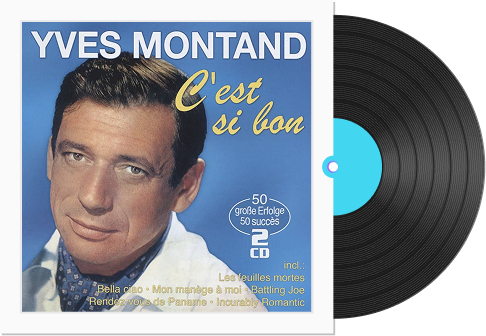 YVES MONTAND
C'est
si bon
50
große Erfolge
50 succès
2
CD
incl.:
Les feuilles mortes
Bella ciao • Mon manège à moi • Battling Joe
Rendez-vous de Paname • Incurably Romantic